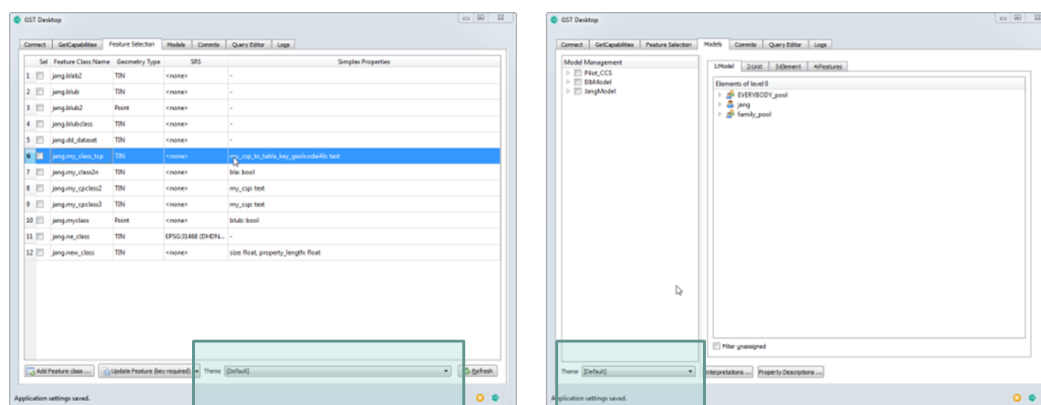 GST Desktop
Connect GetCapabilities Feature Selection Models Commits Query Editor Logs
Sel Feature Class Name Geometry Type SRS Simplex Properties
1 jang.blab2 TIN <none> -
2 jang.blub TIN <none> -
3 jang.blub2 Point <none> -
4 jang.blubclass TIN <none> -
5 jang.dd_dataset TIN <none> -
6 jang.my_class_tcp TIN <none> my_csp_to_table_key_geolcode4lc: text
7 jang.my_class2n TIN <none> bla: bool
8 jang.my_cpclass2 TIN <none> my_csp: text
9 jang.my_cpclass3 TIN <none> my_csp: text
10 jang.myclass Point <none> blub: bool
11 jang.ne_class TIN EPSG:31468 (DHDN... -
12 jang.new_class TIN <none> size: float, property_length: float
Add Feature class ... Update Feature (key required) Theme [Default] Refresh
Application settings saved.
GST Desktop
Connect GetCapabilities Feature Selection Models Commits Query Editor Logs
Model Management
Pilot_CCS
ElbModel
JangModel
1:Model 2:Unit 3:Element 4:Features
Elements of level 0
EVERYBODY_pool
jang
family_pool
Filter unassigned
Theme [Default] Interpretations ... Property Descriptions ...
Application settings saved.